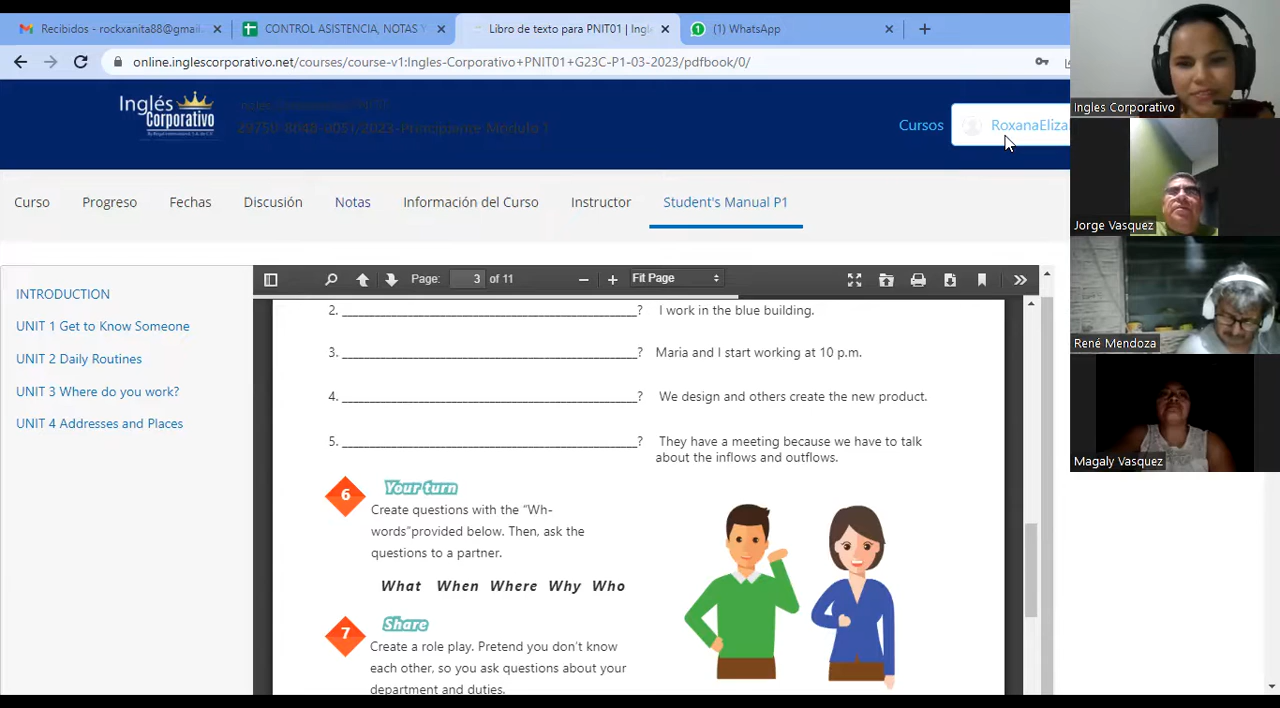 Recibidos - rockxanita88@gmail.
CONTROL ASISTENCIA, NOTAS Y
Libro de texto para PNIT01 | Ingl
(1) WhatsApp
online.inglescorporativo.net/courses/course-v1:Ingles-Corporativo+PNIT01+G23C-P1-03-2023/pdfbook/0/
Inglés
Corporativo
Cursos
RoxanaEliza
Curso
Progreso
Fechas
Discusión
Notas
Información del Curso
Instructor
Student's Manual P1
INTRODUCTION
UNIT 1 Get to Know Someone
UNIT 2 Daily Routines
UNIT 3 Where do you work?
UNIT 4 Addresses and Places
Page: 3 of 11
Fit Page
2. ______________________________________? I work in the blue building.
3. ______________________________________? Maria and I start working at 10 p.m.
4. ______________________________________? We design and others create the new product.
5. ______________________________________? They have a meeting because we have to talk
about the inflows and outflows.
6 Your turn
Create questions with the “Wh-
words”provided below. Then, ask the
questions to a partner.
What When Where Why Who
7 Share
Create a role play. Pretend you don’t know
each other, so you ask questions about your
department and duties.
Ingles Corporativo
Jorge Vasquez
René Mendoza
Magaly Vasquez